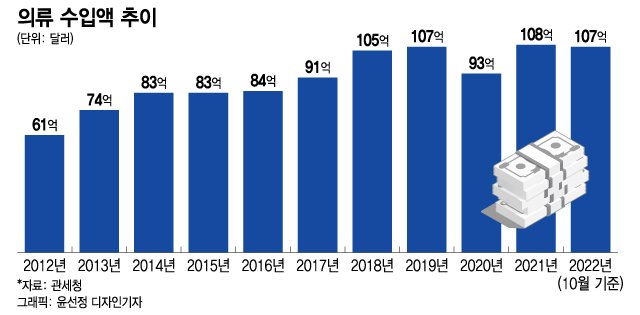 의류 수입액 추이
(단위: 달러)
61억
74억
83억
83억
84억
91억
105억
107억
93억
108억
107억
2012년 2013년 2014년 2015년 2016년 2017년 2018년 2019년 2020년 2021년 2022년
(10월 기준)
*자료: 관세청
그래픽: 윤선정 디자인기자